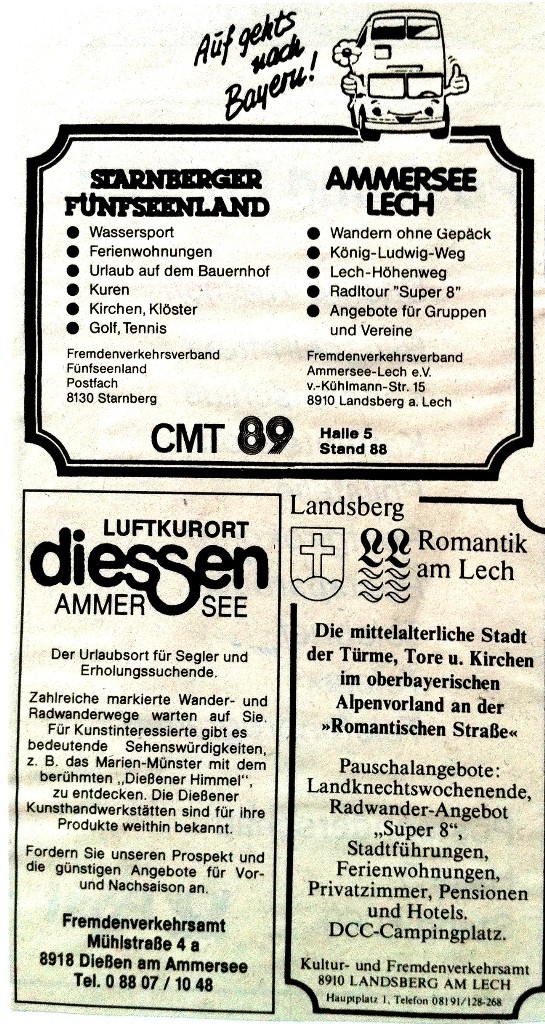 Auf gehts
nach
Bayern!
STARNBERGER
FÜNFSEENLAND
● Wassersport
● Ferienwohnungen
● Urlaub auf dem Bauernhof
● Kuren
● Kirchen, Klöster
● Golf, Tennis
Fremdenverkehrsverband
Fünfseenland
Postfach
8130 Starnberg
AMMERSEE
LECH
● Wandern ohne Gepäck
● König-Ludwig-Weg
● Lech-Höhenweg
● Radltour "Super 8"
● Angebote für Gruppen
und Vereine
Fremdenverkehrsverband
Ammersee-Lech e.V.
v.-Kühlmann-Str. 15
8910 Landsberg a. Lech
CMT 89
Halle 5
Stand 88
LUFTKURORT
diessen
AMMERSEE
Der Urlaubsort für Segler und
Erholungssuchende.
Zahlreiche markierte Wander- und
Radwanderwege warten auf Sie.
Für Kunstinteressierte gibt es
bedeutende Sehenswürdigkeiten,
z. B. das Marien-Münster mit dem
berühmten „Dießener Himmel",
zu entdecken. Die Dießener
Kunsthandwerkstätten sind für ihre
Produkte weithin bekannt.
Fordern Sie unseren Prospekt und
die günstigen Angebote für Vor-
und Nachsaison an.
Fremdenverkehrsamt
Mühlstraße 4 a
8918 Dießen am Ammersee
Tel. 0 88 07 / 10 48
Landsberg
Romantik
am Lech
Die mittelalterliche Stadt
der Türme, Tore u. Kirchen
im oberbayerischen
Alpenvorland an der
»Romantischen Straße«
Pauschalangebote:
Landknechtswochenende,
Radwander-Angebot
„Super 8",
Stadtführungen,
Ferienwohnungen,
Privatzimmer, Pensionen
und Hotels.
DCC-Campingplatz.
Kultur- und Fremdenverkehrsamt
8910 LANDSBERG AM LECH
Hauptplatz 1, Telefon 08191/128-268